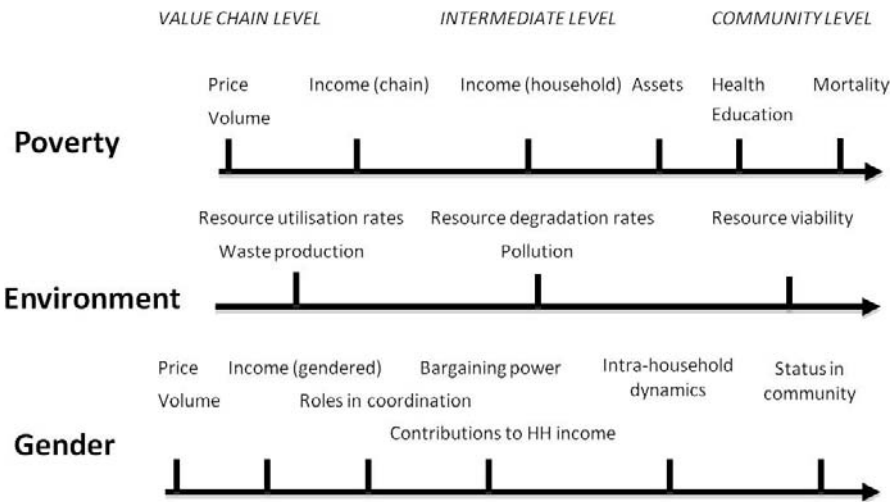 VALUE CHAIN LEVEL INTERMEDIATE LEVEL COMMUNITY LEVEL
Price Income (chain) Income (household) Assets Health Mortality
Volume Education
Poverty
Resource utilisation rates Resource degradation rates Resource viability
Waste production Pollution
Environment
Price Income (gendered) Bargaining power Intra-household Status in
Volume Roles in coordination dynamics community
Contributions to HH income
Gender